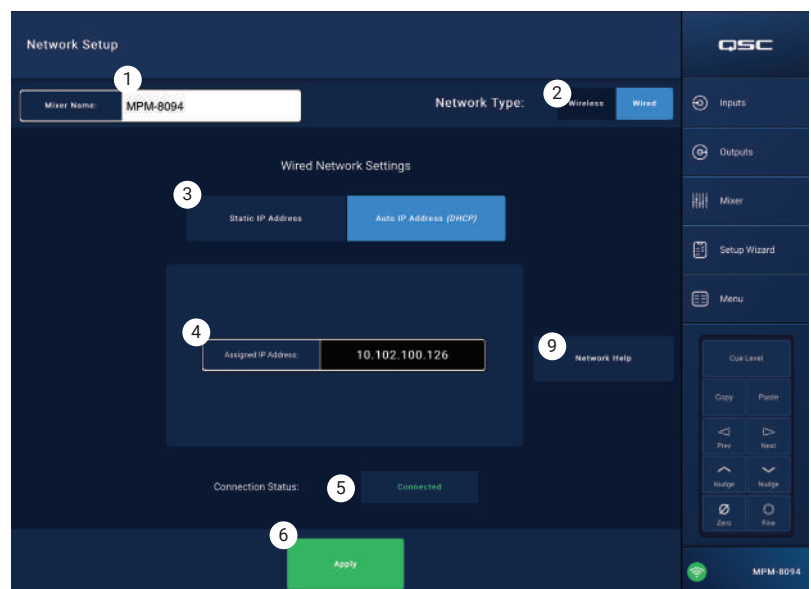 Network Setup
QSC
1
Mixer Name: MPM-8094
Network Type:
2
Wireless Wired
Inputs
Outputs
Mixer
Setup Wizard
Menu
Wired Network Settings
3
Static IP Address Auto IP Address (DHCP)
4
Assigned IP Address: 10.102.100.126
9
Network Help
Cue Level
Copy Paste
Prev Next
Nudge Nudge
Zero Fine
Connection Status:
5
Connected
6
Apply
MPM-8094